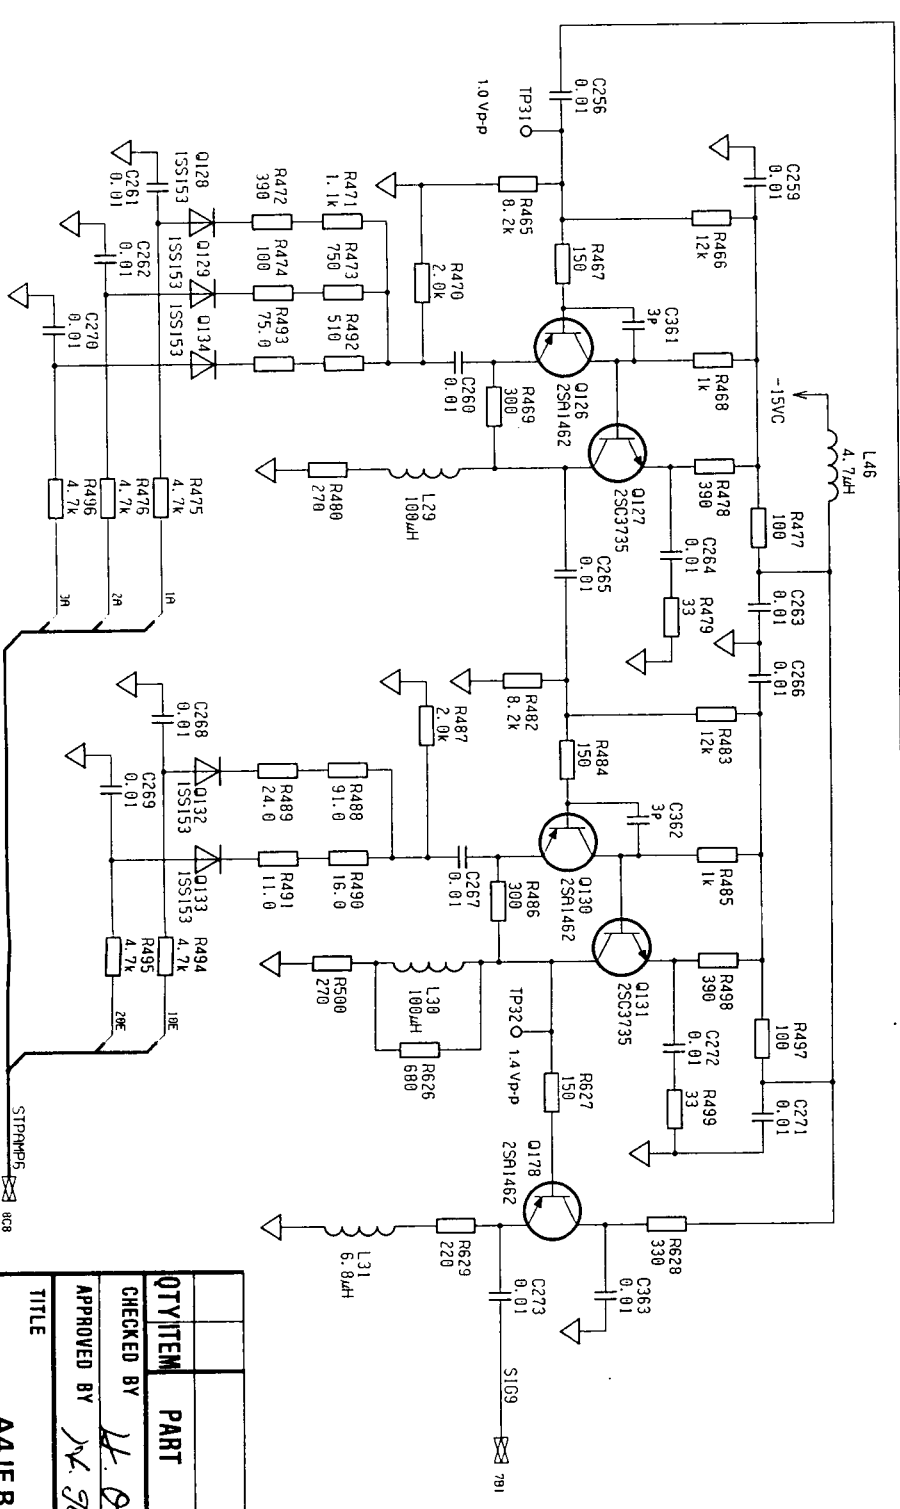 C256
0.01
TP31
1.0 Vp-p
C259
0.01
R466
12k
R465
8.2k
R467
150
C361
3P
R468
1k
Q126
2SA1462
R470
2.0k
C260
0.01
R469
300
-15VC
L46
4.7μH
R478
390
R477
100
Q127
2SC3735
C264
0.01
R479
33
C263
0.01
C266
0.01
L29
100μH
R480
270
C265
0.01
Q128
1SS153
C261
0.01
R472
390
R471
1.1k
Q129
1SS153
C262
0.01
R474
100
R473
750
Q134
1SS153
C270
0.01
R493
75.0
R492
510
R475
4.7k
R476
4.7k
R496
4.7k
1A
2A
3A
R482
8.2k
R483
12k
R484
150
C362
3P
R485
1k
Q130
2SA1462
R487
2.0k
C267
0.01
R486
300
C268
0.01
Q132
1SS153
R489
24.0
R488
91.0
C269
0.01
Q133
1SS153
R491
11.0
R490
16.0
R494
4.7k
R495
4.7k
10E
20E
R498
390
R497
100
Q131
2SC3735
C272
0.01
R499
33
C271
0.01
L30
100μH
R500
270
R626
680
TP32
1.4 Vp-p
R627
150
Q178
2SA1462
R628
330
C363
0.01
R629
220
L31
6.8μH
C273
0.01
SIG9
7B1
STPAMP6
8C8
QTY ITEM PART
CHECKED BY
APPROVED BY
TITLE
A4 IF B